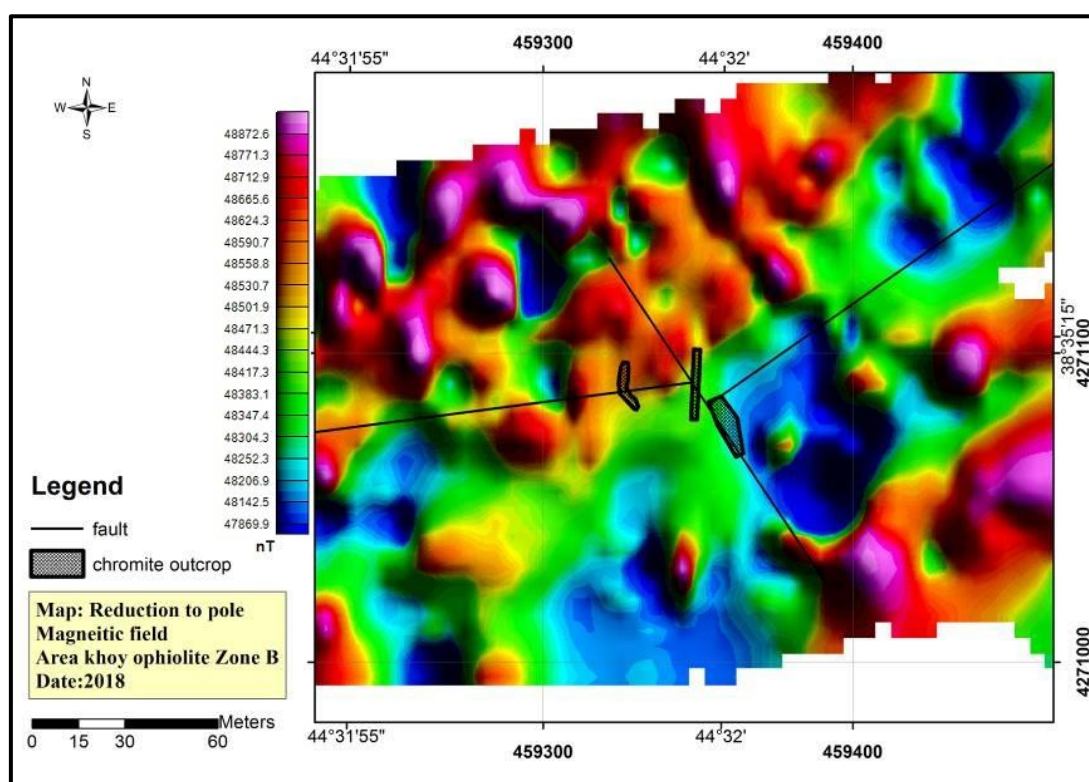 459300
459400
44°31'55"
44°32'
N
W
E
S
48872.6
48771.3
48712.9
48665.6
48624.3
48590.7
48558.8
48530.7
48501.9
48471.3
48444.3
48417.3
48383.1
48347.4
48304.3
48252.3
48206.9
48142.5
47869.9
nT
38°35'15"
4271100
4271000
Legend
fault
chromite outcrop
Map: Reduction to pole
Magneitic field
Area khoy ophiolite Zone B
Date:2018
Meters
0 15 30 60
44°31'55"
44°32'
459300
459400